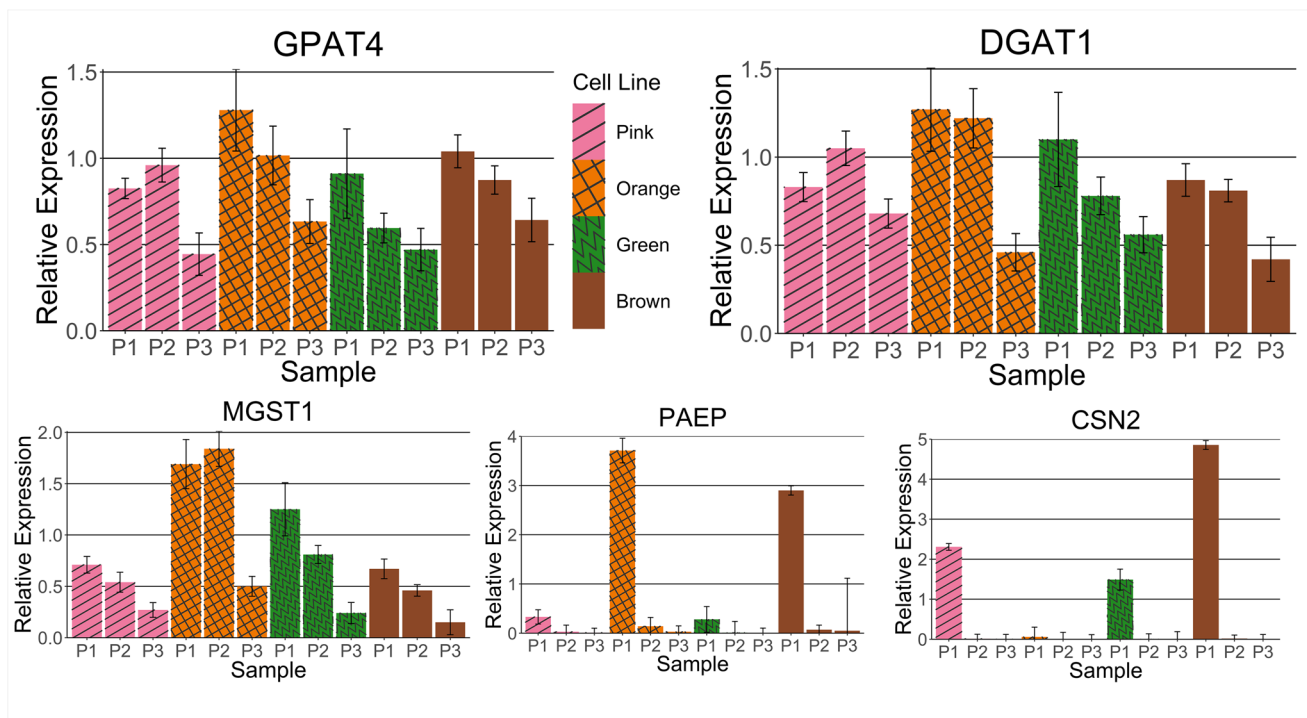 GPAT4
Relative Expression
1.5
1.0
0.5
0.0
P1 P2 P3 P1 P2 P3 P1 P2 P3 P1 P2 P3
Sample
Cell Line
Pink
Orange
Green
Brown
DGAT1
Relative Expression
1.5
1.0
0.5
0.0
P1 P2 P3 P1 P2 P3 P1 P2 P3 P1 P2 P3
Sample
MGST1
Relative Expression
2.0
1.5
1.0
0.5
0.0
P1 P2 P3 P1 P2 P3 P1 P2 P3 P1 P2 P3
Sample
PAEP
Relative Expression
4
3
2
1
0
P1 P2 P3 P1 P2 P3 P1 P2 P3 P1 P2 P3
Sample
CSN2
Relative Expression
5
4
3
2
1
0
P1 P2 P3 P1 P2 P3 P1 P2 P3 P1 P2 P3
Sample